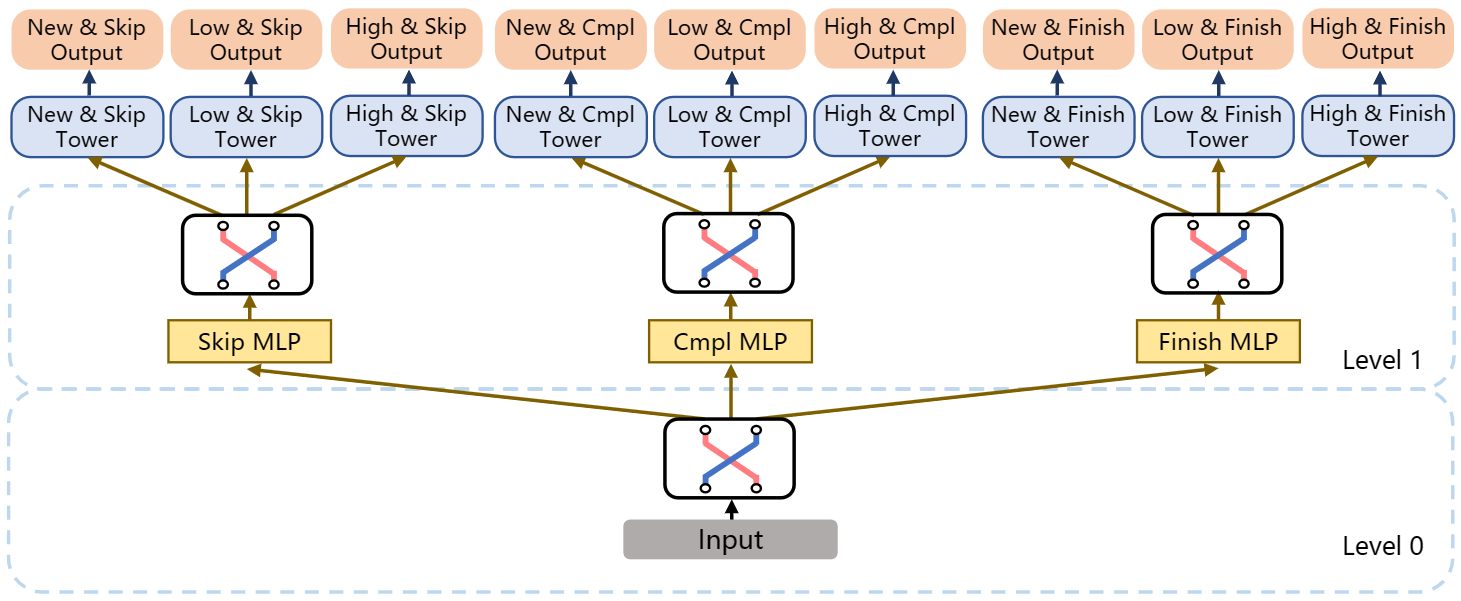 New & Skip
Output
Low & Skip
Output
High & Skip
Output
New & Cmpl
Output
Low & Cmpl
Output
High & Cmpl
Output
New & Finish
Output
Low & Finish
Output
High & Finish
Output
New & Skip
Tower
Low & Skip
Tower
High & Skip
Tower
New & Cmpl
Tower
Low & Cmpl
Tower
High & Cmpl
Tower
New & Finish
Tower
Low & Finish
Tower
High & Finish
Tower
Skip MLP
Cmpl MLP
Finish MLP
Level 1
Input
Level 0